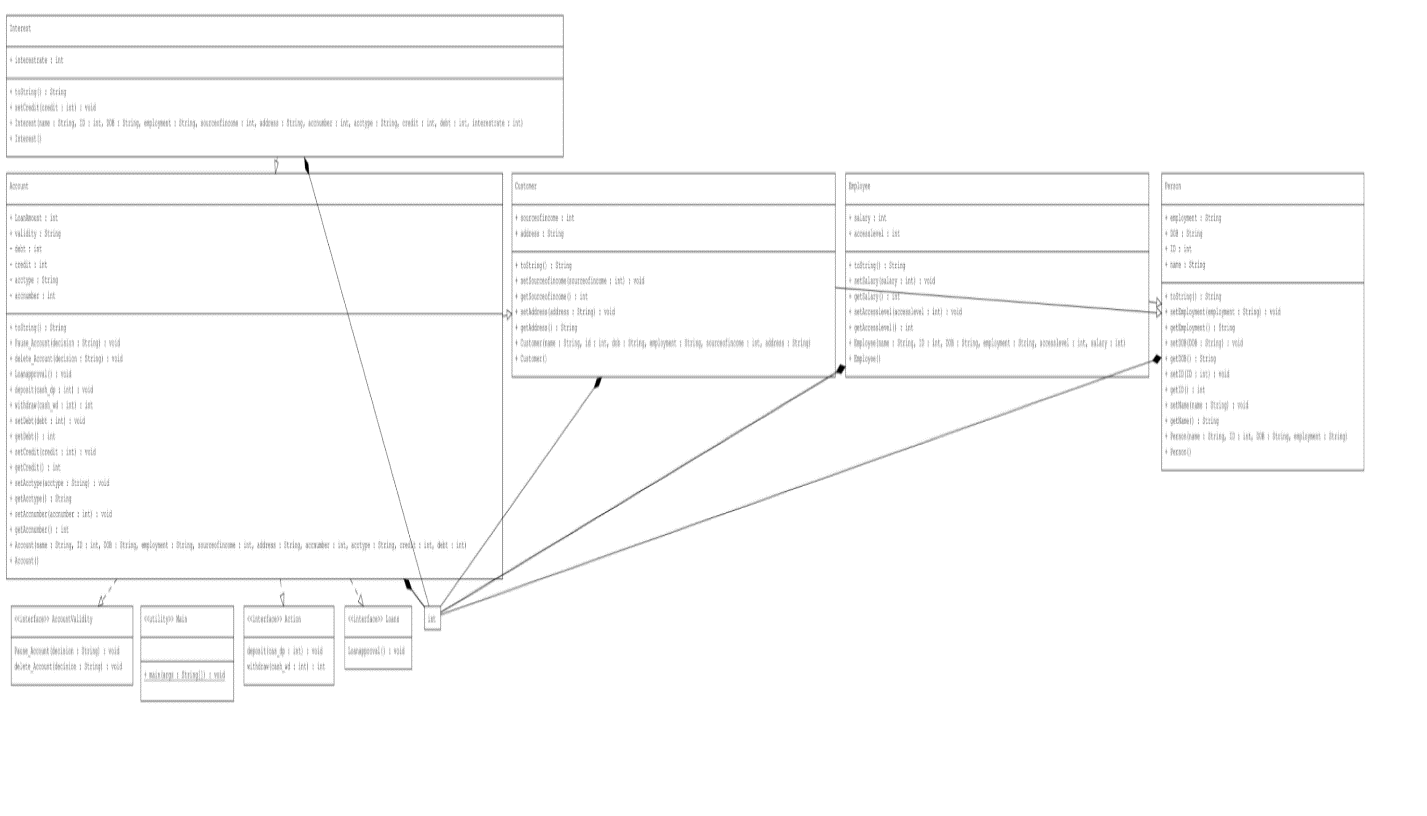 Interest
+ interestrate : int
+ toString() : String
+ setCredit(credit : int) : void
+ Interest(name : String, ID : int, DOB : String, employment : String, sourceofincome : int, address : String, accnumber : int, acctype : String, credit : int, debt : int, interestrate : int)
+ Interest()
Account
+ LoanAmount : int
+ validity : String
- debt : int
- credit : int
- acctype : String
+ accnumber : int
+ toString() : String
+ Pause_Account(decision : String) : void
+ delete_Account(decision : String) : void
+ Loanapproval() : void
+ deposit(cash_dp : int) : void
+ withdraw(cash_wd : int) : int
+ setDebt(debt : int) : void
+ getDebt() : int
+ setCredit(credit : int) : void
+ getCredit() : int
+ setAcctype(acctype : String) : void
+ getAcctype() : String
+ setAccnumber(accnumber : int) : void
+ getAccnumber() : int
+ Account(name : String, ID : int, DOB : String, employment : String, sourceofincome : int, address : String, accnumber : int, acctype : String, credit : int, debt : int)
+ Account()
Customer
+ sourceofincome : int
+ address : String
+ toString() : String
+ setSourceofincome(sourceofincome : int) : void
+ getSourceofincome() : int
+ setAddress(address : String) : void
+ getAddress() : String
+ Customer(name : String, id : int, dob : String, employment : String, sourceofincome : int, address : String)
+ Customer()
Employee
+ salary : int
+ accesslevel : int
+ toString() : String
+ setSalary(salary : int) : void
+ getSalary() : int
+ setAccesslevel(accesslevel : int) : void
+ getAccesslevel() : int
+ Employee(name : String, ID : int, DOB : String, employment : String, accesslevel : int, salary : int)
+ Employee()
Person
+ employment : String
+ DOB : String
+ ID : int
+ name : String
+ toString() : String
+ setEmployment(employment : String) : void
+ getEmployment() : String
+ setDOB(DOB : String) : void
+ getDOB() : String
+ setID(ID : int) : void
+ getID() : int
+ setName(name : String) : void
+ getName() : String
+ Person(name : String, ID : int, DOB : String, employment : String)
+ Person()
<<interface>> AccountValidity
Pause_Account(decision : String) : void
delete_Account(decision : String) : void
<<utility>> Main
+ main(args : String[]) : void
<<interface>> Action
deposit(cas_dp : int) : void
withdraw(cash_wd : int) : int
<<interface>> Loans
Loanapproval() : void
int